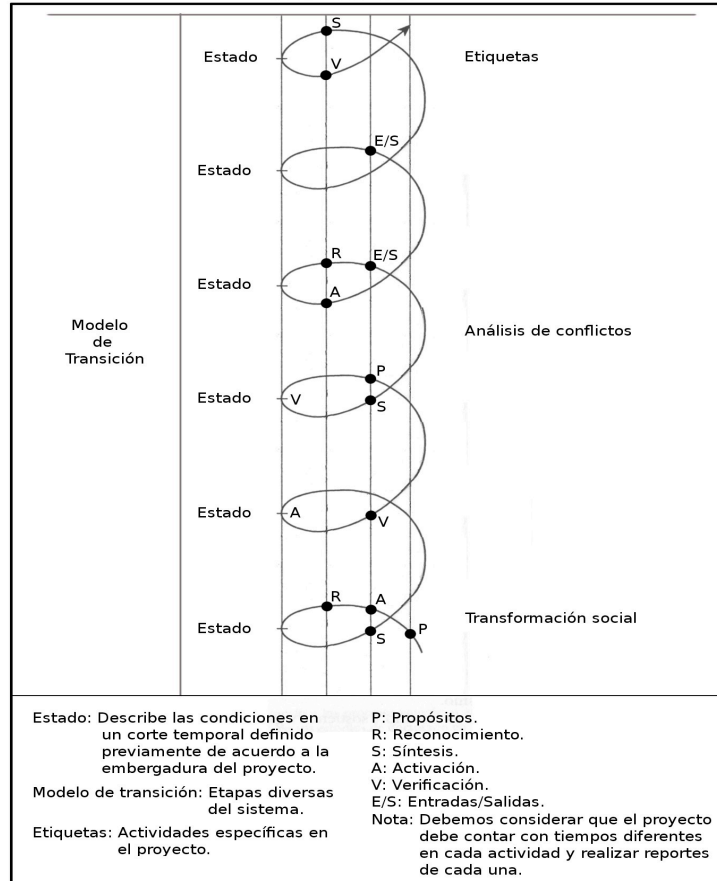 S
Estado
V
Etiquetas
E/S
Estado
R
E/S
Estado
A
Modelo
de
Transición
Análisis de conflictos
P
Estado
V
S
Estado
A
V
R
A
Transformación social
Estado
S
P
Estado: Describe las condiciones en
un corte temporal definido
previamente de acuerdo a la
embergadura del proyecto.
Modelo de transición: Etapas diversas
del sistema.
Etiquetas: Actividades específicas en
el proyecto.
P: Propósitos.
R: Reconocimiento.
S: Síntesis.
A: Activación.
V: Verificación.
E/S: Entradas/Salidas.
Nota: Debemos considerar que el proyecto
debe contar con tiempos diferentes
en cada actividad y realizar reportes
de cada una.